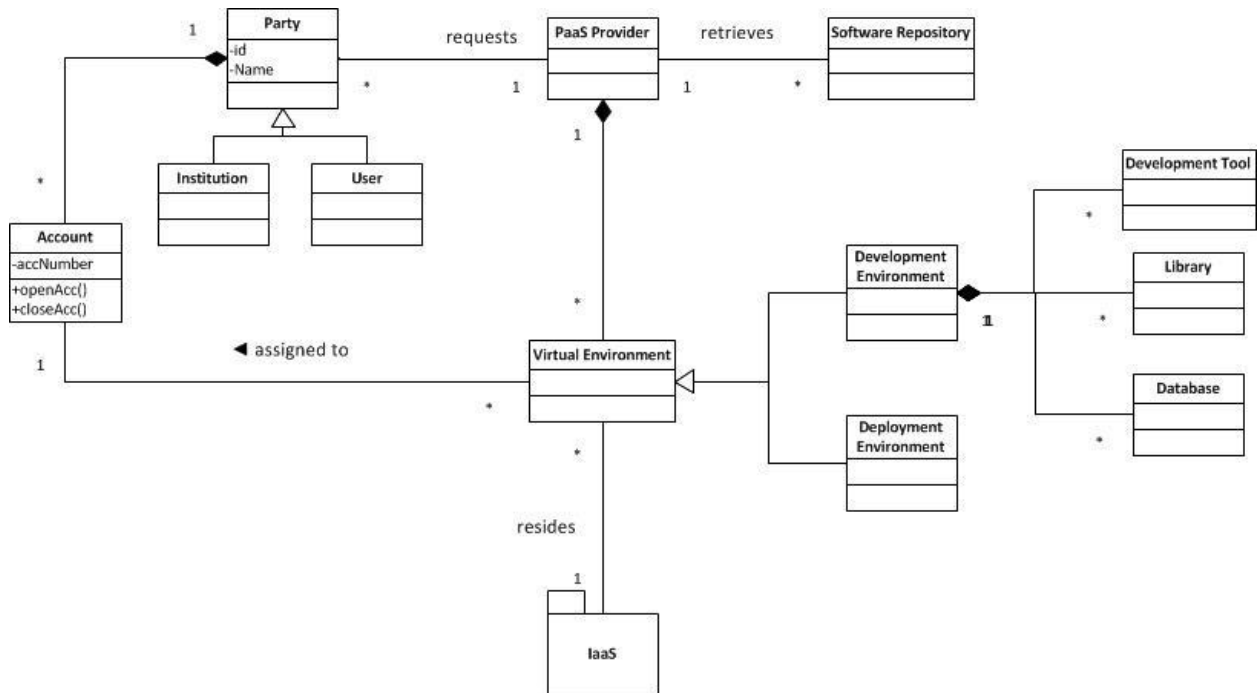 Party
-id
-Name
1
requests
*
1
PaaS Provider
retrieves
1
*
Software Repository
1
Institution
User
*
Account
-accNumber
+openAcc()
+closeAcc()
1
◄ assigned to
*
*
Virtual Environment
Development
Environment
11
Development Tool
*
Library
*
Database
*
Deployment
Environment
*
resides
1
IaaS